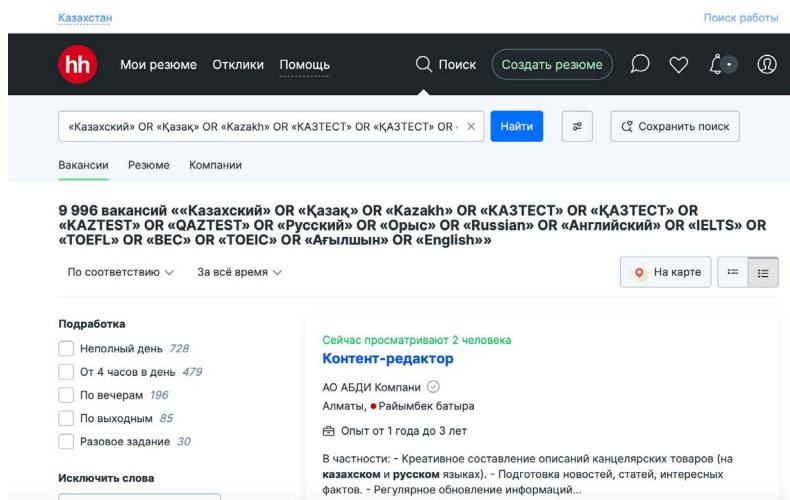 Казахстан
Поиск работы
hh
Мои резюме Отклики Помощь
Поиск
Создать резюме
«Казахский» OR «Қазақ» OR «Kazakh» OR «КАЗТЕСТ» OR «ҚАЗТЕСТ» OR
Найти
Сохранить поиск
Вакансии Резюме Компании
9 996 вакансий ««Казахский» OR «Қазақ» OR «Kazakh» OR «КАЗТЕСТ» OR «ҚАЗТЕСТ» OR
«KAZTEST» OR «QAZTEST» OR «Русский» OR «Орыс» OR «Russian» OR «Английский» OR «IELTS» OR
«TOEFL» OR «BEC» OR «TOEIC» OR «Ағылшын» OR «English»»
По соответствию
За всё время
На карте
Подработка
Неполный день 728
От 4 часов в день 479
По вечерам 196
По выходным 85
Разовое задание 30
Исключить слова
Сейчас просматривают 2 человека
Контент-редактор
АО АБДИ Компани
Алматы, Райымбек батыра
Опыт от 1 года до 3 лет
В частности: - Креативное составление описаний канцелярских товаров (на
казахском и русском языках). - Подготовка новостей, статей, интересных
фактов. - Регулярное обновление информаций...